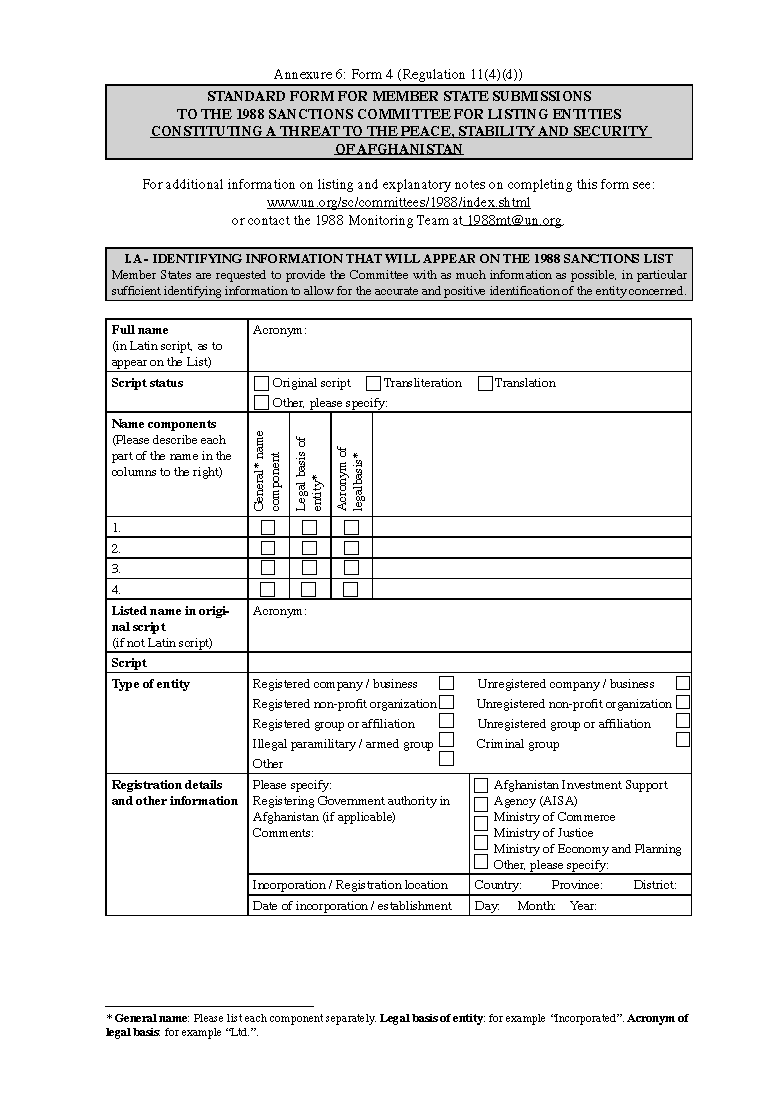 Annexure 6: Form 4 (Regulation 11(4)(d))
STANDARD FORM FOR MEMBER STATE SUBMISSIONS
TO THE 1988 SANCTIONS COMMITTEE FOR LISTING ENTITIES
CONSTITUTING A THREAT TO THE PEACE, STABILITY AND SECURITY
OF AFGHANISTAN
For additional information on listing and explanatory notes on completing this form see:
www.un.org/sc/committees/1988/index.shtml
or contact the 1988 Monitoring Team at 1988mt@un.org.
I.A - IDENTIFYING INFORMATION THAT WILL APPEAR ON THE 1988 SANCTIONS LIST
Member States are requested to provide the Committee with as much information as possible, in particular
sufficient identifying information to allow for the accurate and positive identification of the entity concerned.
Full name
(in Latin script, as to
appear on the List)
Acronym:
Script status
Original script Transliteration Translation
Other, please specify:
Name components
(Please describe each
part of the name in the
columns to the right)
General* name
component
Legal basis of
entity*
Acronym of
legal basis*
1.
2.
3.
4.
Listed name in origi-
nal script
(if not Latin script)
Acronym:
Script
Type of entity
Registered company / business Unregistered company / business
Registered non-profit organization Unregistered non-profit organization
Registered group or affiliation Unregistered group or affiliation
Illegal paramilitary / armed group Criminal group
Other
Registration details
and other information
Please specify:
Registering Government authority in
Afghanistan (if applicable)
Comments:
Afghanistan Investment Support
Agency (AISA)
Ministry of Commerce
Ministry of Justice
Ministry of Economy and Planning
Other, please specify:
Incorporation / Registration location Country: Province: District:
Date of incorporation / establishment Day: Month: Year:
* General name: Please list each component separately. Legal basis of entity: for example “Incorporated”. Acronym of
legal basis: for example “Ltd.”.